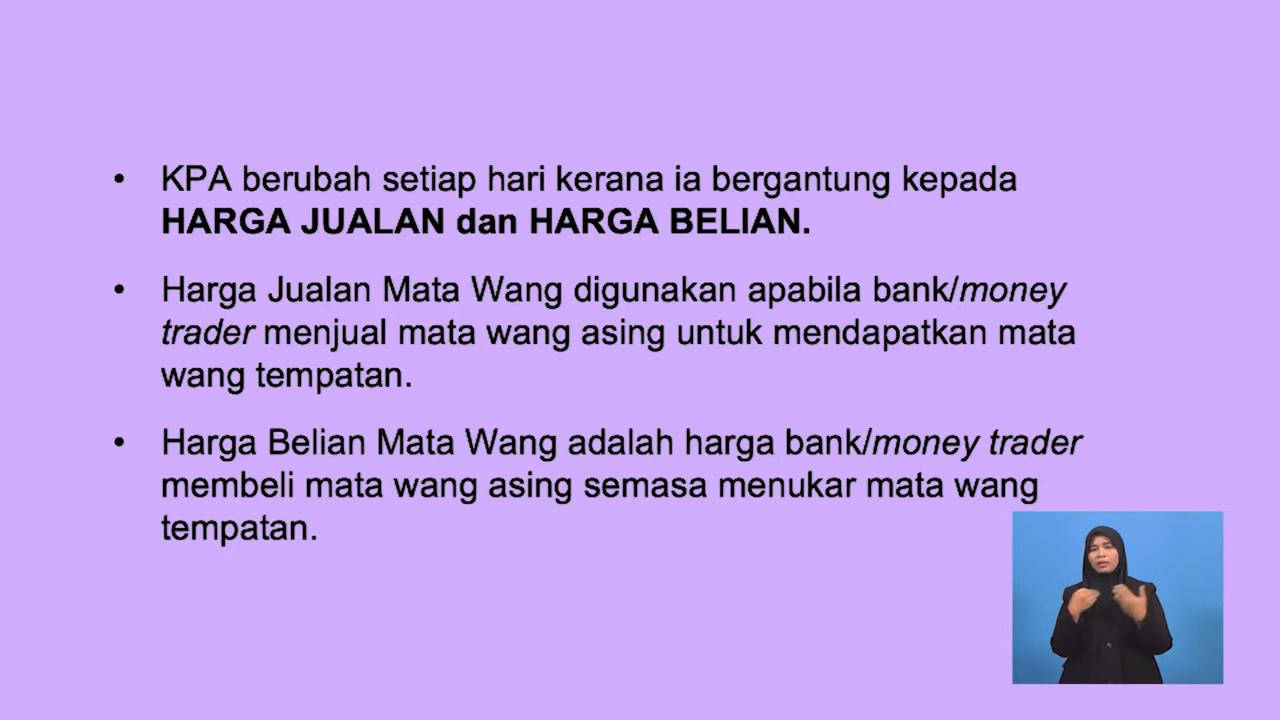 • KPA berubah setiap hari kerana ia bergantung kepada
HARGA JUALAN dan HARGA BELIAN.
• Harga Jualan Mata Wang digunakan apabila bank/money
trader menjual mata wang asing untuk mendapatkan mata
wang tempatan.
• Harga Belian Mata Wang adalah harga bank/money trader
membeli mata wang asing semasa menukar mata wang
tempatan.